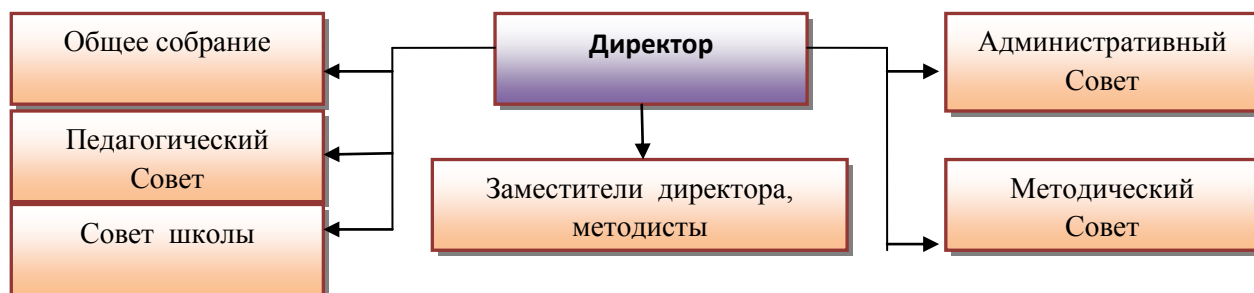 Общее собрание
Директор
Административный
Совет
Педагогический
Совет
Заместители директора,
методисты
Методический
Совет
Совет школы